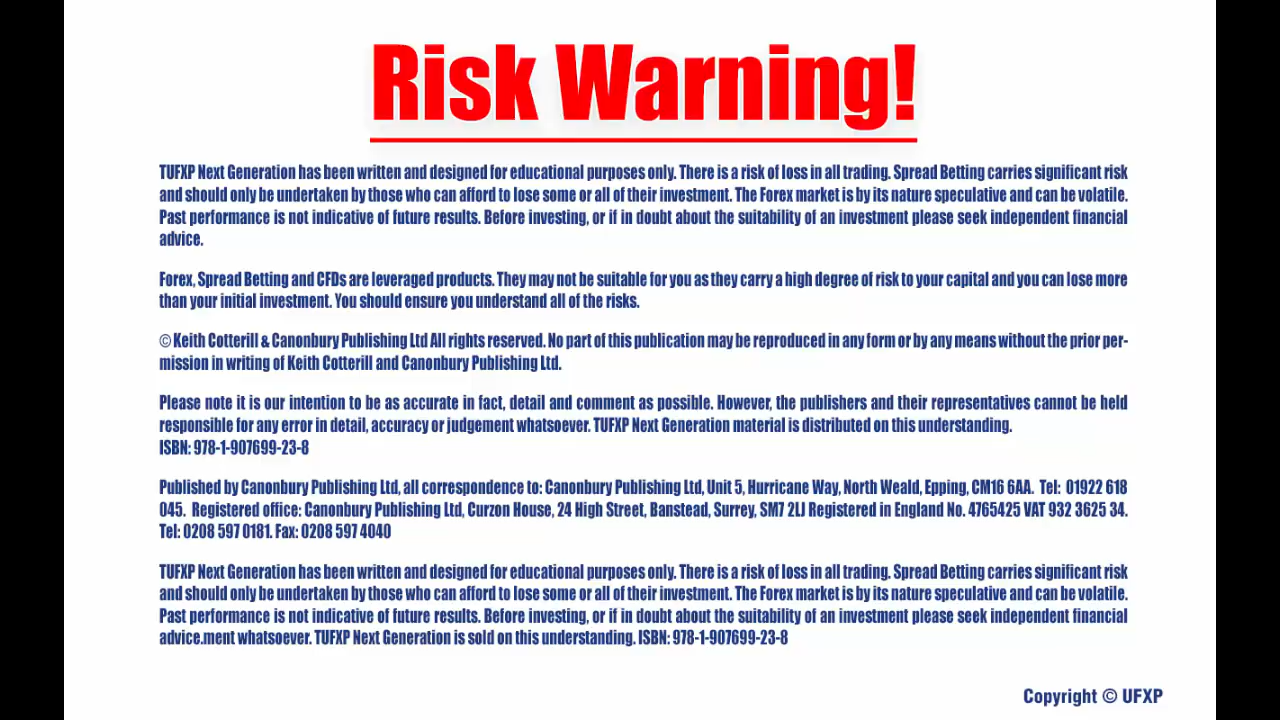 Risk Warning!
TUFXP Next Generation has been written and designed for educational purposes only. There is a risk of loss in all trading. Spread Betting carries significant risk
and should only be undertaken by those who can afford to lose some or all of their investment. The Forex market is by its nature speculative and can be volatile.
Past performance is not indicative of future results. Before investing, or if in doubt about the suitability of an investment please seek independent financial
advice.
Forex, Spread Betting and CFDs are leveraged products. They may not be suitable for you as they carry a high degree of risk to your capital and you can lose more
than your initial investment. You should ensure you understand all of the risks.
© Keith Cotterill & Canonbury Publishing Ltd All rights reserved. No part of this publication may be reproduced in any form or by any means without the prior per-
mission in writing of Keith Cotterill and Canonbury Publishing Ltd.
Please note it is our intention to be as accurate in fact, detail and comment as possible. However, the publishers and their representatives cannot be held
responsible for any error in detail, accuracy or judgement whatsoever. TUFXP Next Generation material is distributed on this understanding.
ISBN: 978-1-907699-23-8
Published by Canonbury Publishing Ltd, all correspondence to: Canonbury Publishing Ltd, Unit 5, Hurricane Way, North Weald, Epping, CM16 6AA. Tel: 01922 618
045. Registered office: Canonbury Publishing Ltd, Curzon House, 24 High Street, Banstead, Surrey, SM7 2LJ Registered in England No. 4765425 VAT 932 3625 34.
Tel: 0208 597 0181. Fax: 0208 597 4040
TUFXP Next Generation has been written and designed for educational purposes only. There is a risk of loss in all trading. Spread Betting carries significant risk
and should only be undertaken by those who can afford to lose some or all of their investment. The Forex market is by its nature speculative and can be volatile.
Past performance is not indicative of future results. Before investing, or if in doubt about the suitability of an investment please seek independent financial
advice.ment whatsoever. TUFXP Next Generation is sold on this understanding. ISBN: 978-1-907699-23-8
Copyright © UFXP